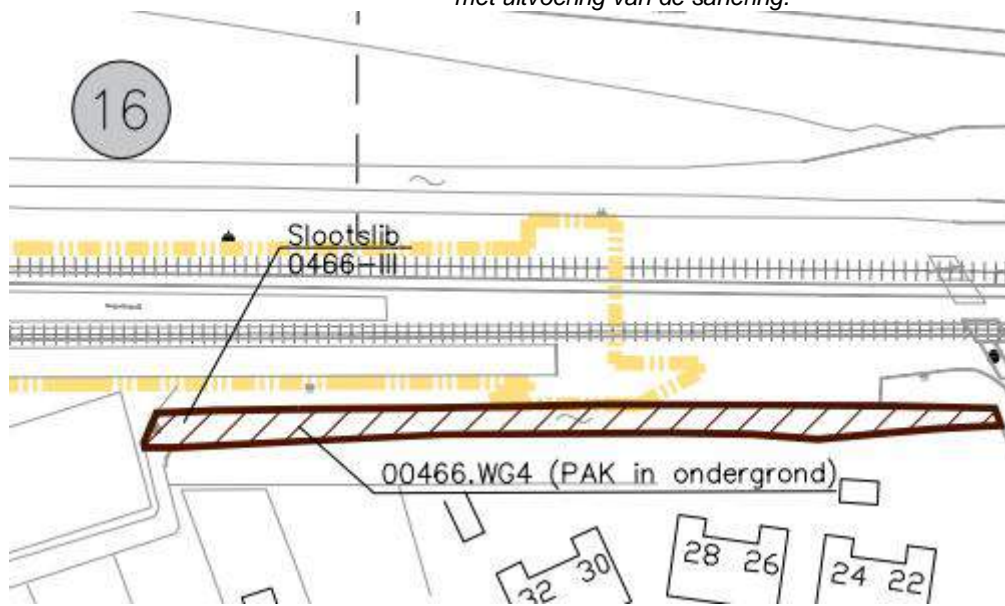 met uitvoering van de sanering.
16
Slootslib
0466-III
00466.WG4 (PAK in ondergrond)
32 30
28 26
24 22